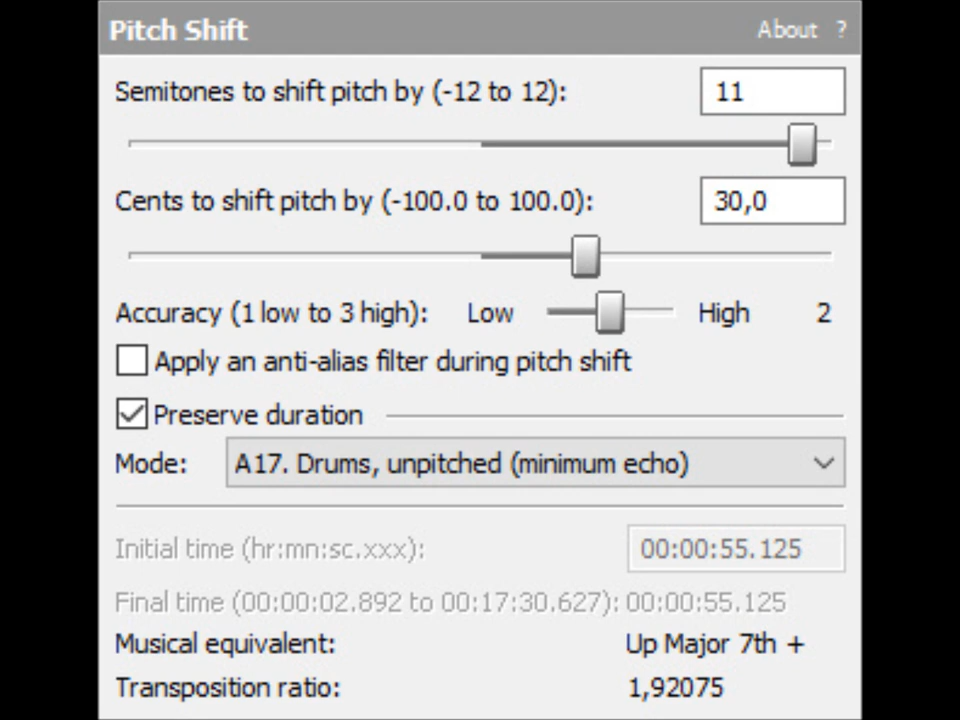 Pitch Shift About ?
Semitones to shift pitch by (-12 to 12): 11
Cents to shift pitch by (-100.0 to 100.0): 30,0
Accuracy (1 low to 3 high): Low High 2
Apply an anti-alias filter during pitch shift
Preserve duration
Mode: A17. Drums, unpitched (minimum echo)
Initial time (hr:mn:sc.xxx): 00:00:55.125
Final time (00:00:02.892 to 00:17:30.627): 00:00:55.125
Musical equivalent: Up Major 7th +
Transposition ratio: 1,92075